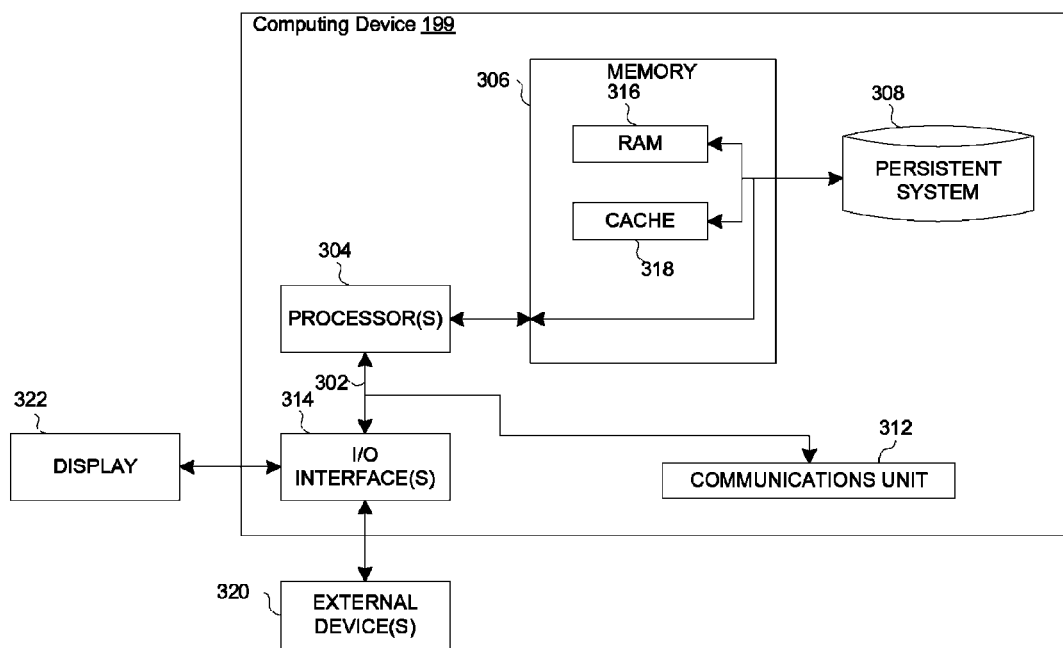 Computing Device 199
306
MEMORY
316
RAM
308
PERSISTENT
SYSTEM
CACHE
318
304
PROCESSOR(S)
302
322
DISPLAY
314
I/O
INTERFACE(S)
312
COMMUNICATIONS UNIT
320
EXTERNAL
DEVICE(S)